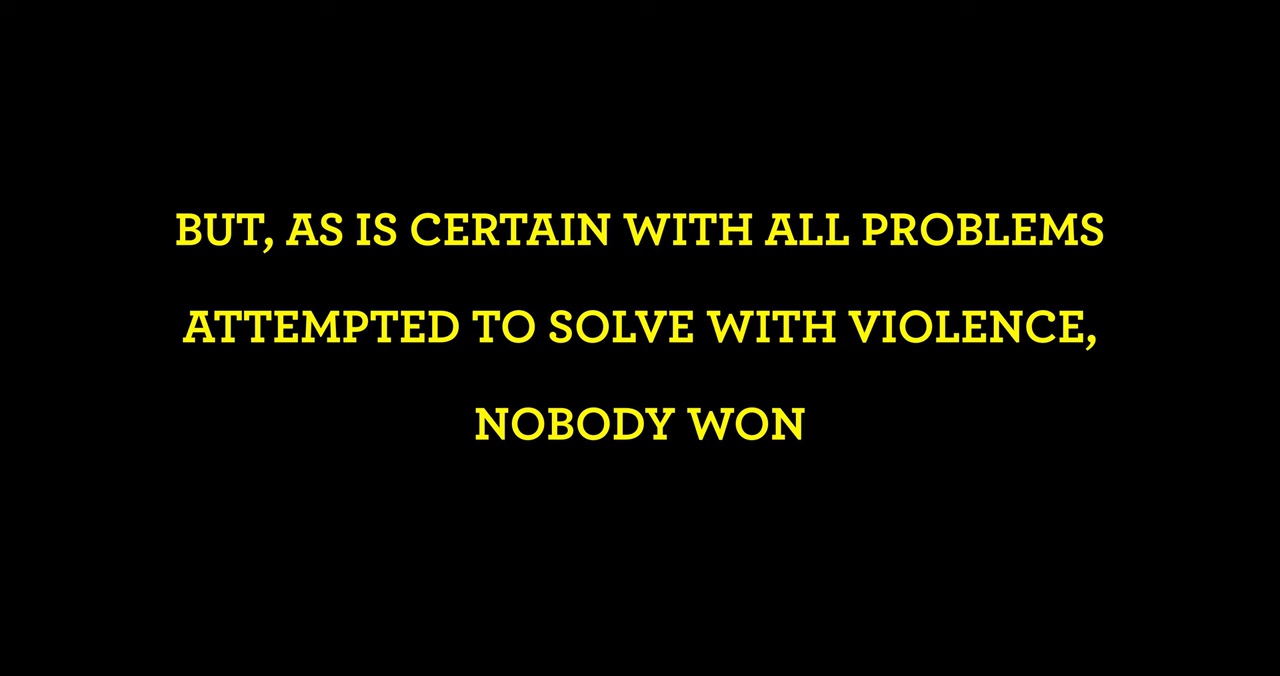 BUT, AS IS CERTAIN WITH ALL PROBLEMS
ATTEMPTED TO SOLVE WITH VIOLENCE,
NOBODY WON